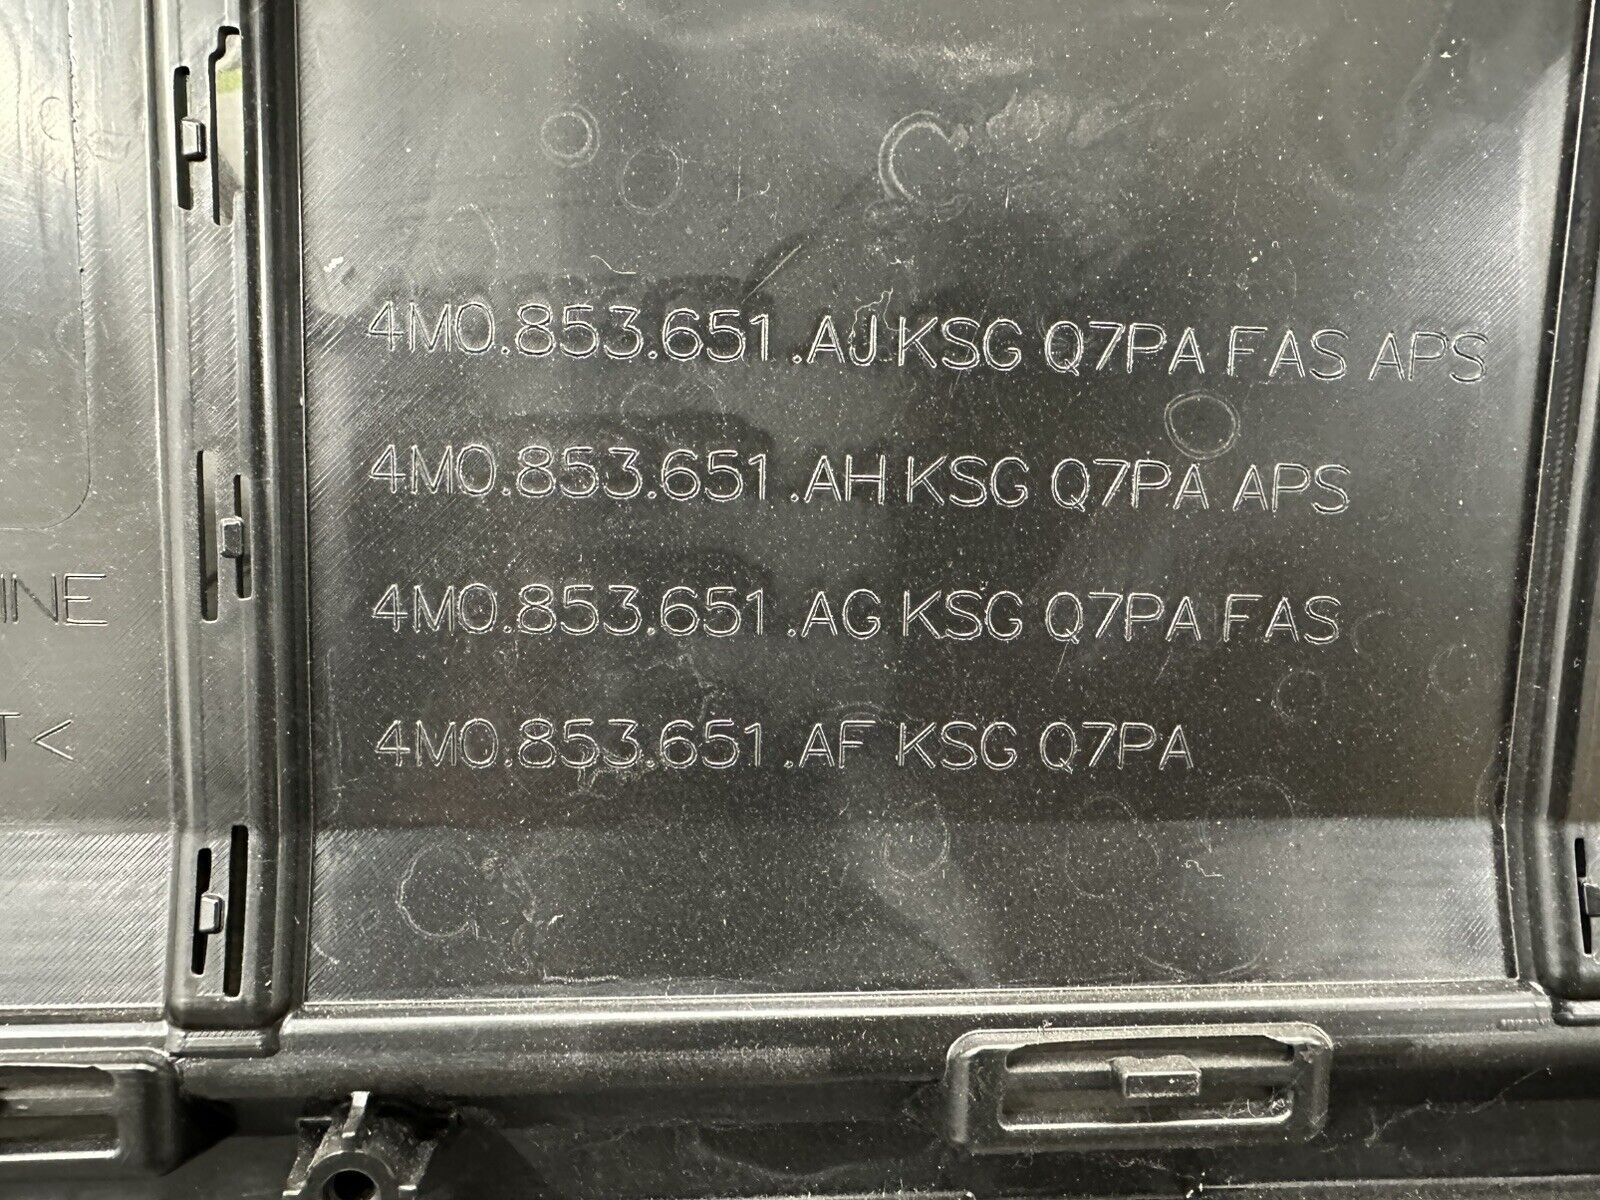 4M0.853.651.AJ KSG Q7PA FAS APS
4M0.853.651.AH KSG Q7PA APS
4M0.853.651.AG KSG Q7PA FAS
4M0.853.651.AF KSG Q7PA